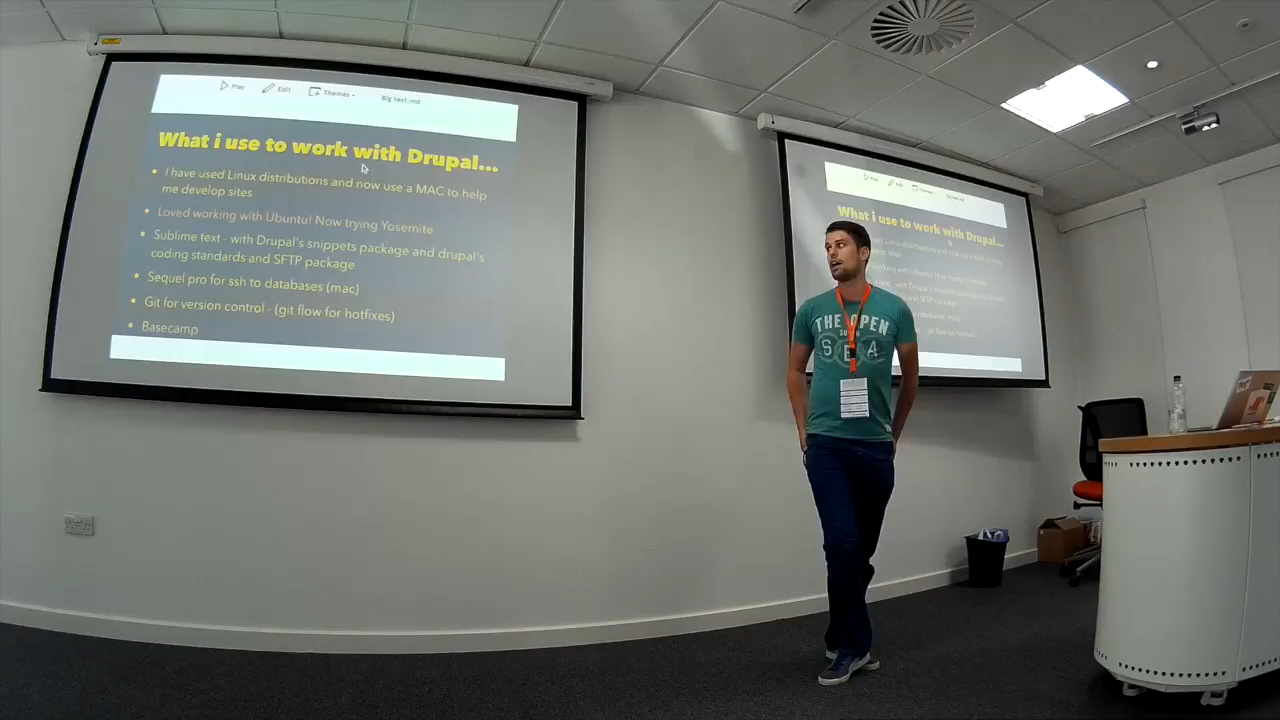 Play Edit Themes Big text.md
What i use to work with Drupal...
• I have used Linux distributions and now use a MAC to help
me develop sites
• Loved working with Ubuntu! Now trying Yosemite
• Sublime text - with Drupal's snippets package and drupal's
coding standards and SFTP package
• Sequel pro for ssh to databases (mac)
• Git for version control - (git flow for hotfixes)
• Basecamp
Play Edit Themes
What i use to work with Drupal...
THE OPEN
SEA